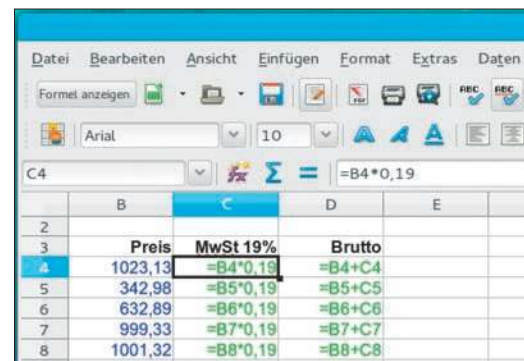 Datei Bearbeiten Ansicht Einfügen Format Extras Daten
Formel anzeigen PDF ABC ABC
Arial 10
C4 =B4*0,19
B C D E
2
3 Preis MwSt 19% Brutto
4 1023,13 =B4*0,19 =B4+C4
5 342,98 =B5*0,19 =B5+C5
6 632,89 =B6*0,19 =B6+C6
7 999,33 =B7*0,19 =B7+C7
8 1001,32 =B8*0,19 =B8+C8